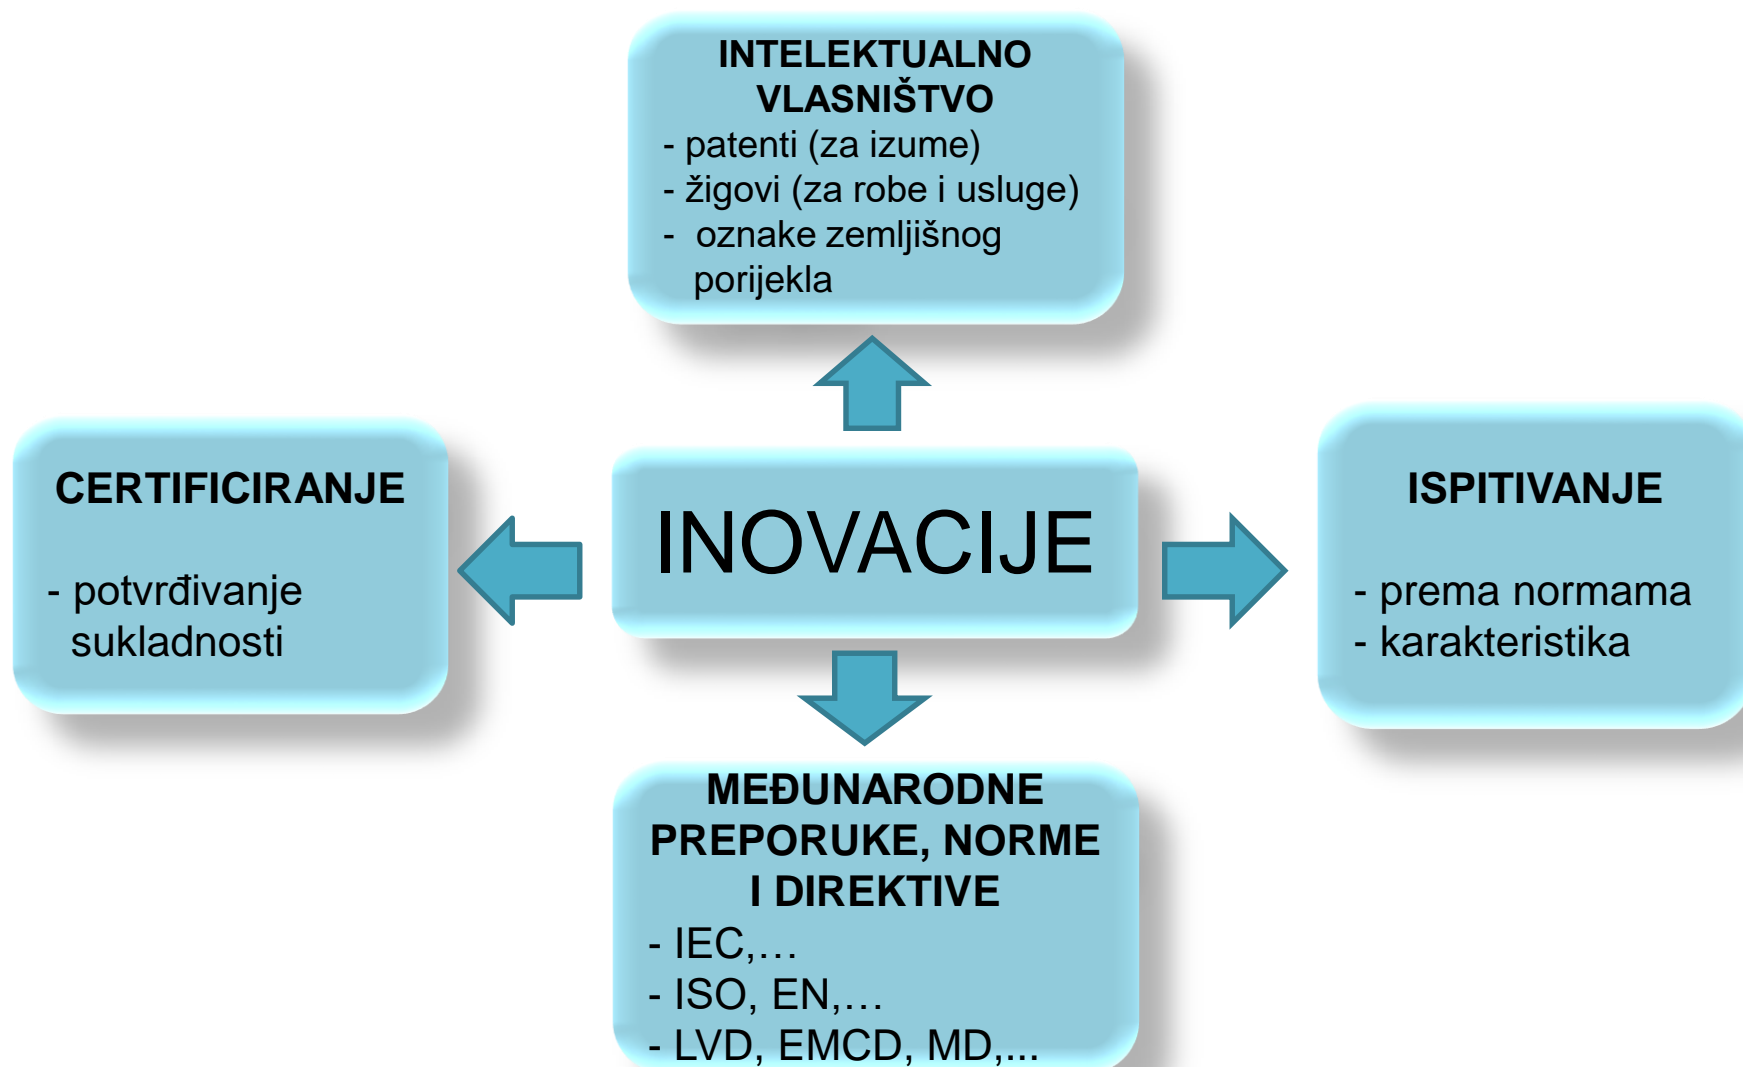 INTELEKTUALNO
VLASNIŠTVO
- patenti (za izume)
- žigovi (za robe i usluge)
- oznake zemljišnog
porijekla
CERTIFICIRANJE
- potvrđivanje
sukladnosti
INOVACIJE
ISPITIVANJE
- prema normama
- karakteristika
MEĐUNARODNE
PREPORUKE, NORME
I DIREKTIVE
- IEC,…
- ISO, EN,…
- LVD, EMCD, MD,...